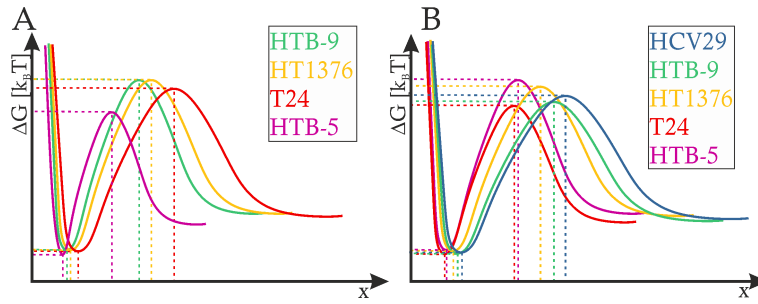 A
ΔG [kBT]
HTB-9
HT1376
T24
HTB-5
x
B
ΔG [kBT]
HCV29
HTB-9
HT1376
T24
HTB-5
x